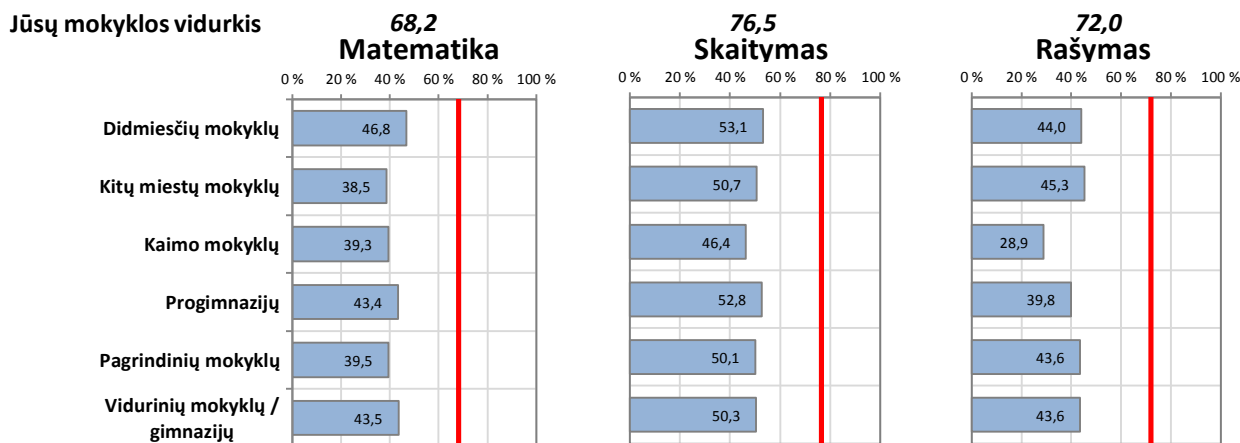 Jūsų mokyklos vidurkis 68,2 76,5 72,0
Matematika Skaitymas Rašymas
0 % 20 % 40 % 60 % 80 % 100 % 0 % 20 % 40 % 60 % 80 % 100 % 0 % 20 % 40 % 60 % 80 % 100 %
Didmiesčių mokyklų 46,8 53,1 44,0
Kitų miestų mokyklų 38,5 50,7 45,3
Kaimo mokyklų 39,3 46,4 28,9
Progimnazijų 43,4 52,8 39,8
Pagrindinių mokyklų 39,5 50,1 43,6
Vidurinių mokyklų /
gimnazijų 43,5 50,3 43,6